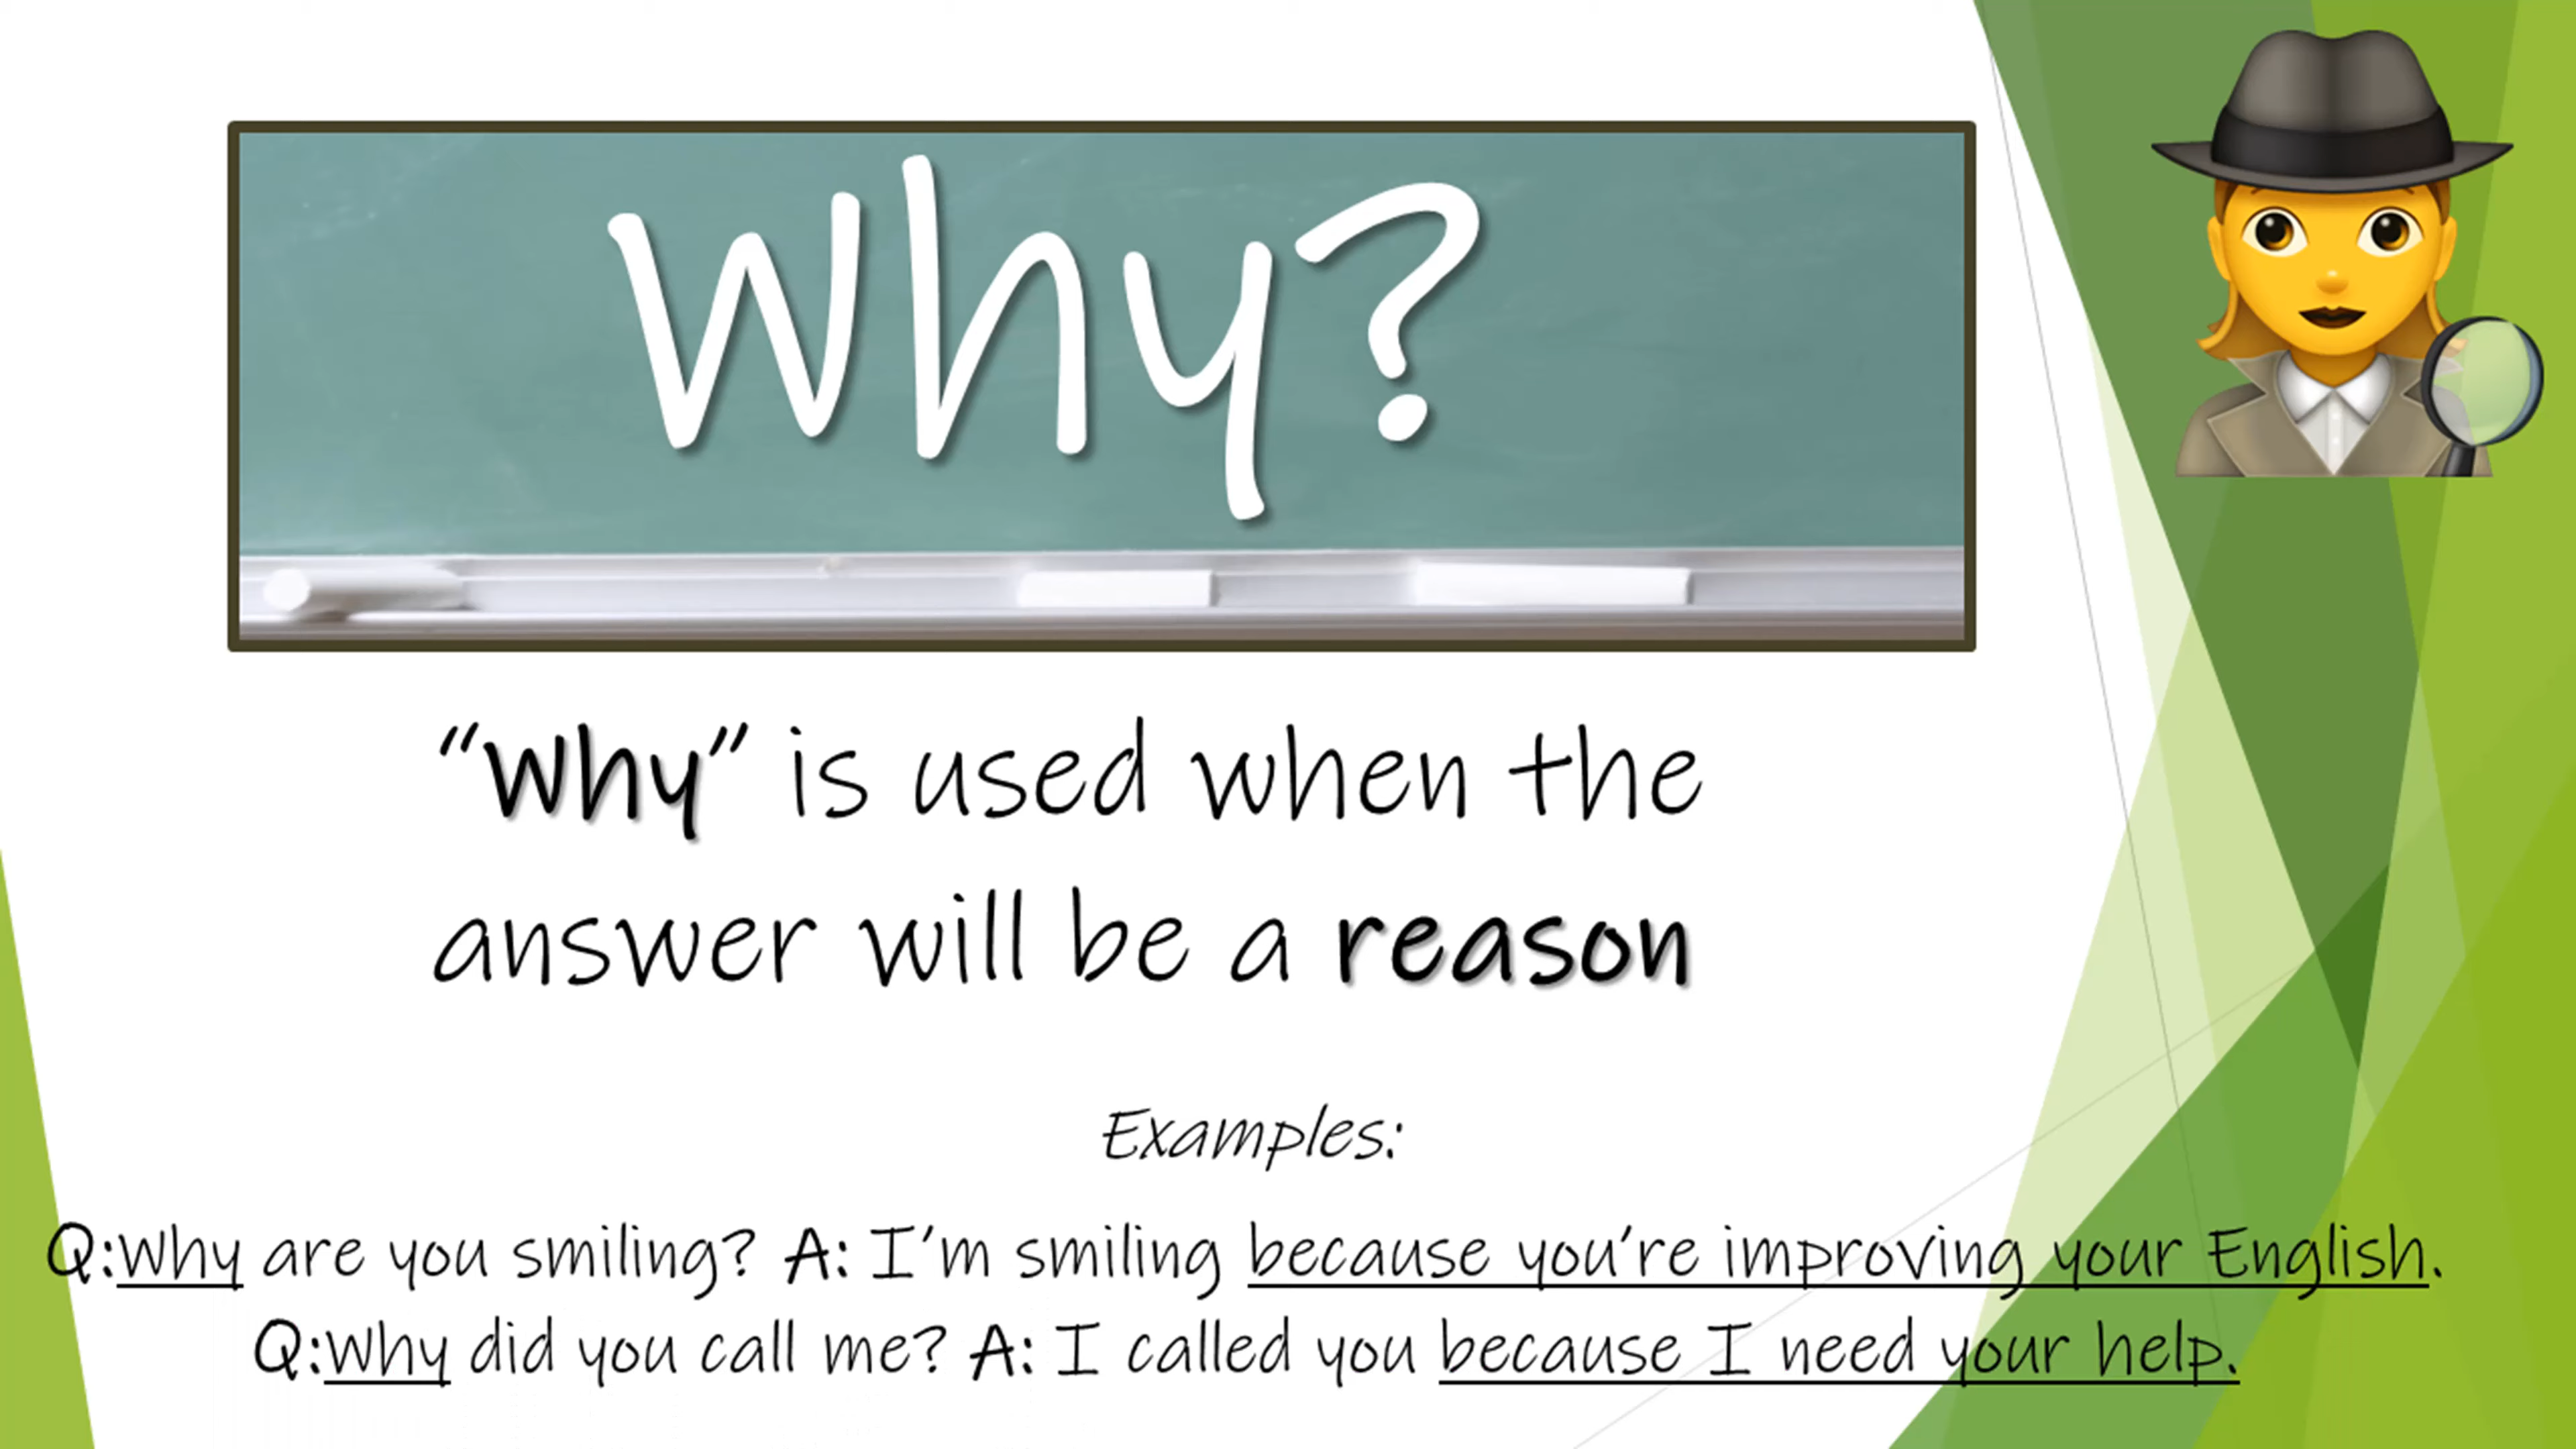 Why?
“Why” is used when the
answer will be a reason
Examples:
Q:Why are you smiling? A: I’m smiling because you’re improving your English.
Q:Why did you call me? A: I called you because I need your help.